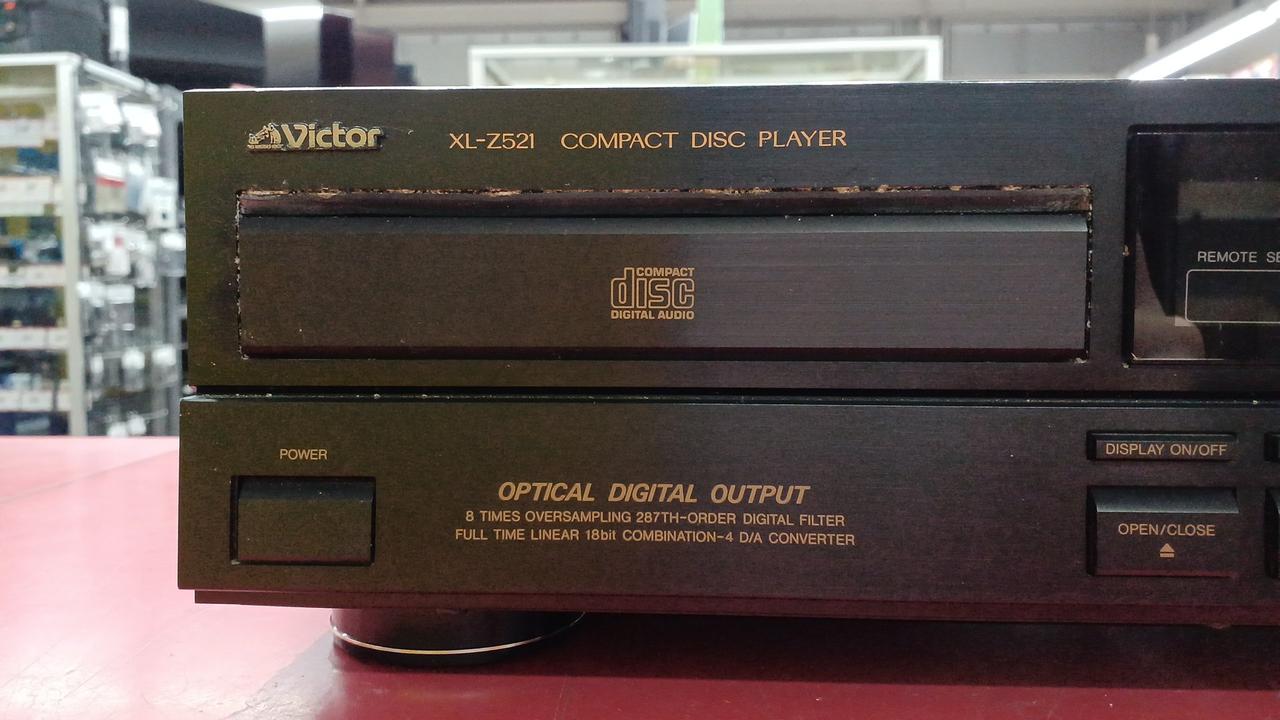 Victor
XL-Z521 COMPACT DISC PLAYER
REMOTE
COMPACT
disc
DIGITAL AUDIO
POWER
DISPLAY ON/OFF
OPTICAL DIGITAL OUTPUT
8 TIMES OVERSAMPLING 287TH-ORDER DIGITAL FILTER
FULL TIME LINEAR 18bit COMBINATION-4 D/A CONVERTER
OPEN/CLOSE